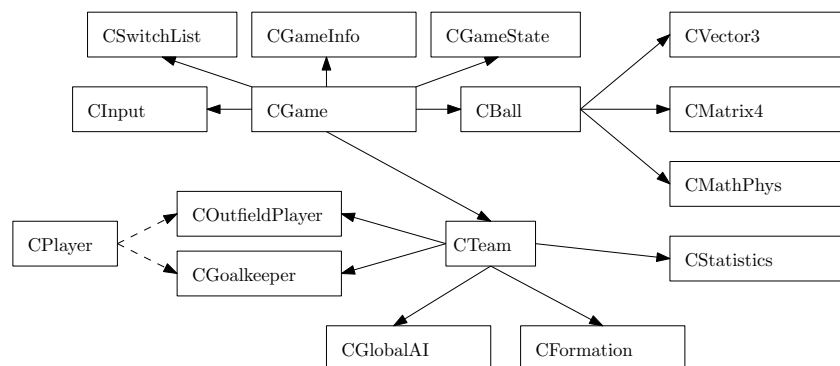 CSwitchList
CGameInfo
CGameState
CVector3
CInput
CGame
CBall
CMatrix4
CMathPhys
COutfieldPlayer
CPlayer
CTeam
CGoalkeeper
CStatistics
CGlobalAI
CFormation